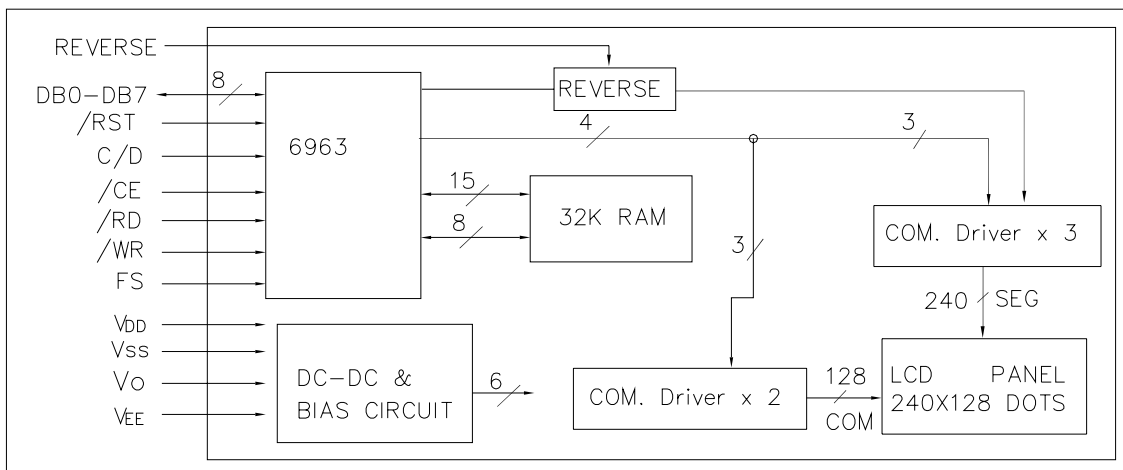 REVERSE
DB0-DB7
8
/RST
C/D
/CE
/RD
/WR
FS
6963
REVERSE
4
3
15
8
32K RAM
3
COM. Driver x 3
240
SEG
VDD
VSS
VO
VEE
DC-DC &
BIAS CIRCUIT
6
COM. Driver x 2
128
COM
LCD PANEL
240X128 DOTS